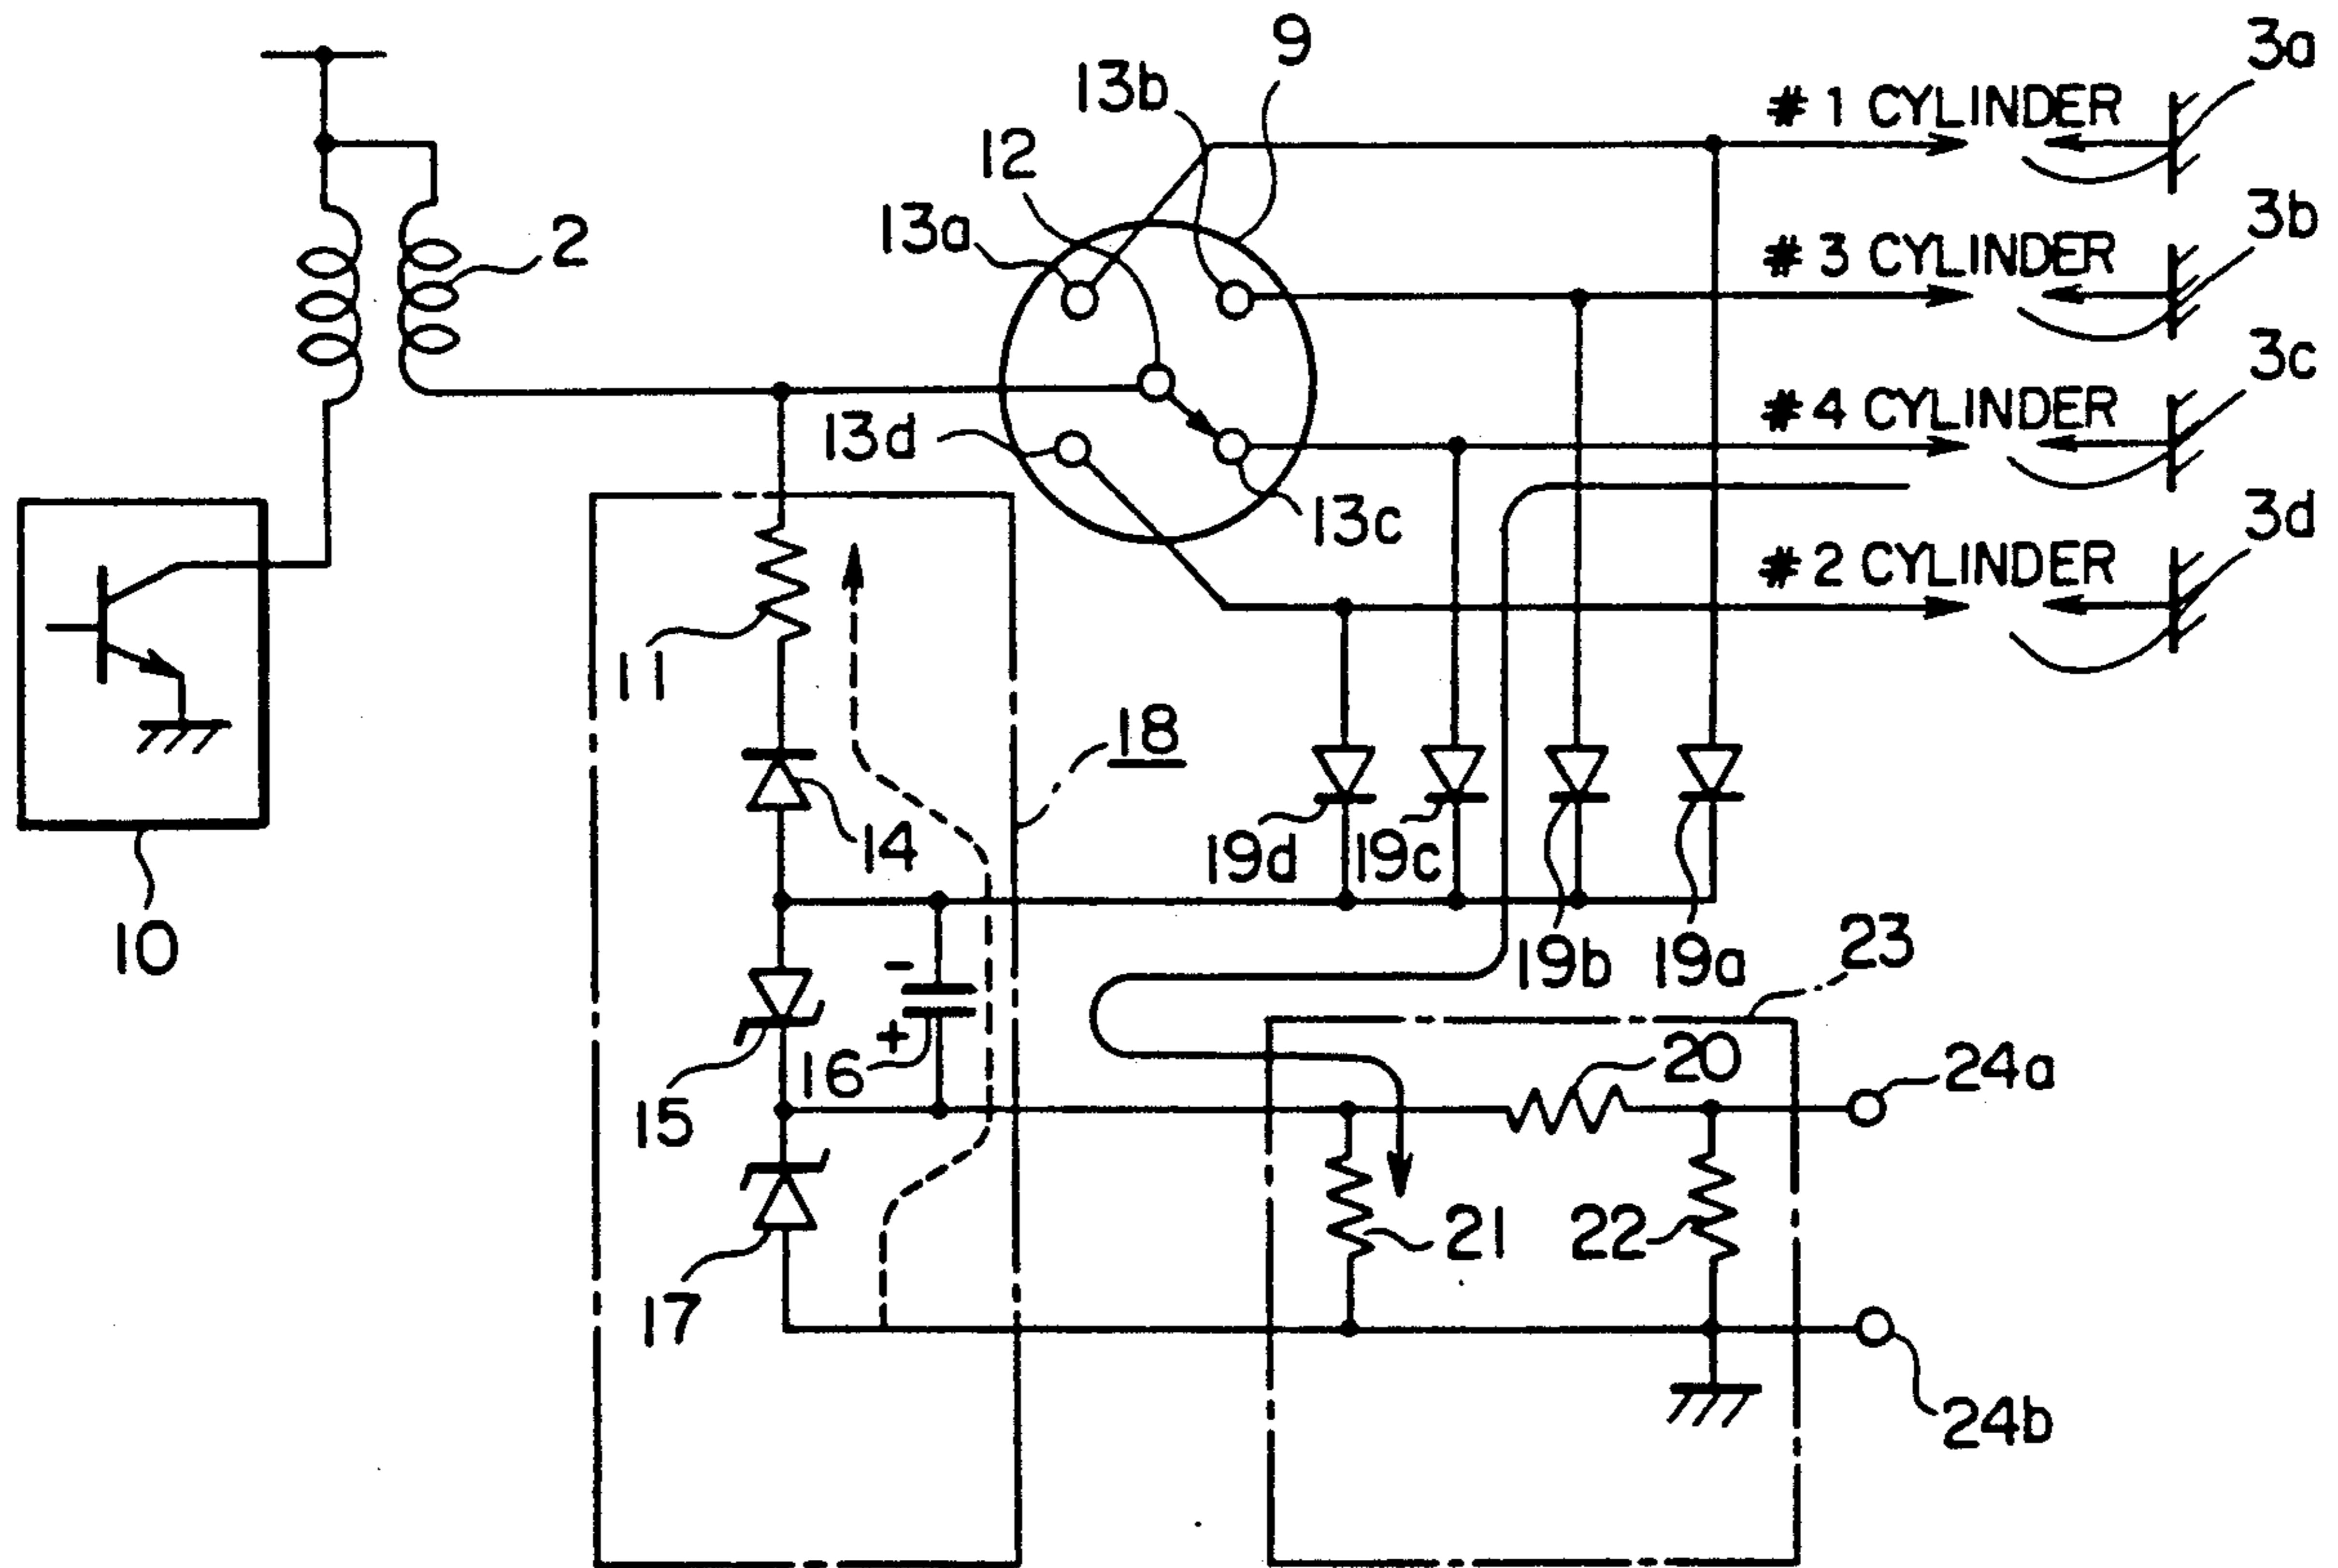 9
3a
13b
# 1 CYLINDER
12
3b
13a
# 3 CYLINDER
2
3c
# 4 CYLINDER
13d
3d
13c
# 2 CYLINDER
11
18
14
19d
19c
10
19b
19a
23
-
+
16
20
24a
15
21
22
17
24b